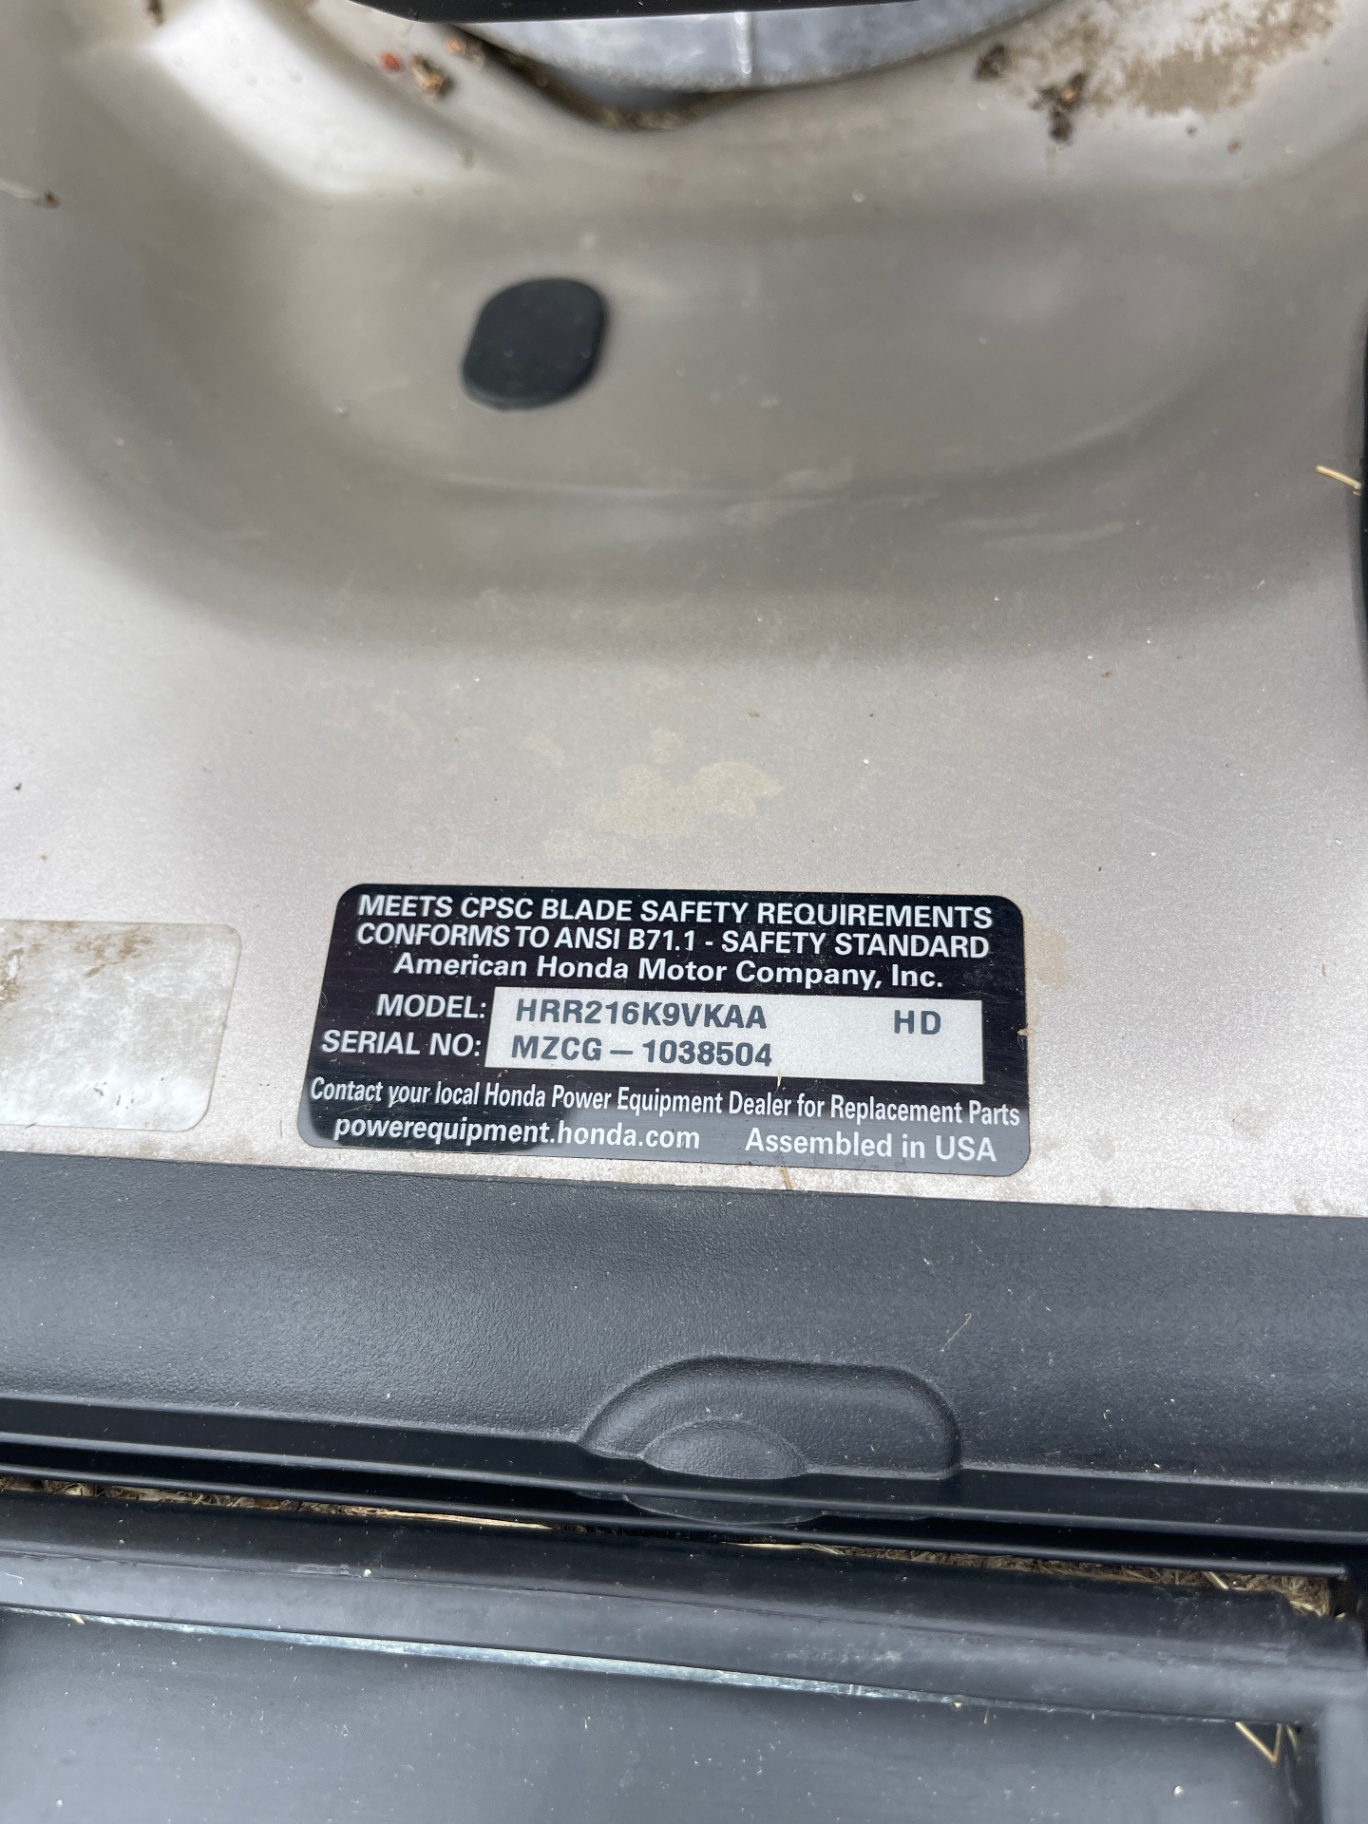 MEETS CPSC BLADE SAFETY REQUIREMENTS
CONFORMS TO ANSI B71.1 - SAFETY STANDARD
American Honda Motor Company, Inc.
MODEL: HRR216K9VKAA HD
SERIAL NO: MZCG – 1038504
Contact your local Honda Power Equipment Dealer for Replacement Parts
powerequipment.honda.com Assembled in USA